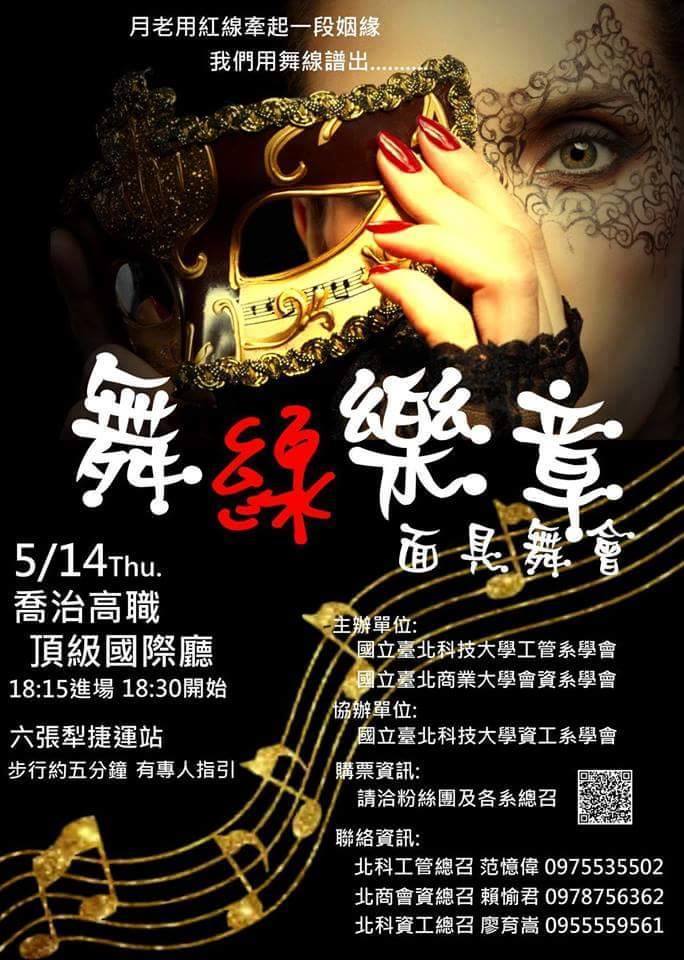 月老用紅線牽起一段姻緣
我們用舞線譜出............
舞線樂章
面具舞會
5/14Thu.
喬治高職
頂級國際廳
18:15進場 18:30開始
六張犁捷運站
步行約五分鐘 有專人指引
主辦單位:
國立臺北科技大學工管系學會
國立臺北商業大學會資系學會
協辦單位:
國立臺北科技大學資工系學會
購票資訊:
請洽粉絲團及各系總召
聯絡資訊:
北科工管總召 范憶偉 0975535502
北商會資總召 賴愉君 0978756362
北科資工總召 廖育嵩 0955559561